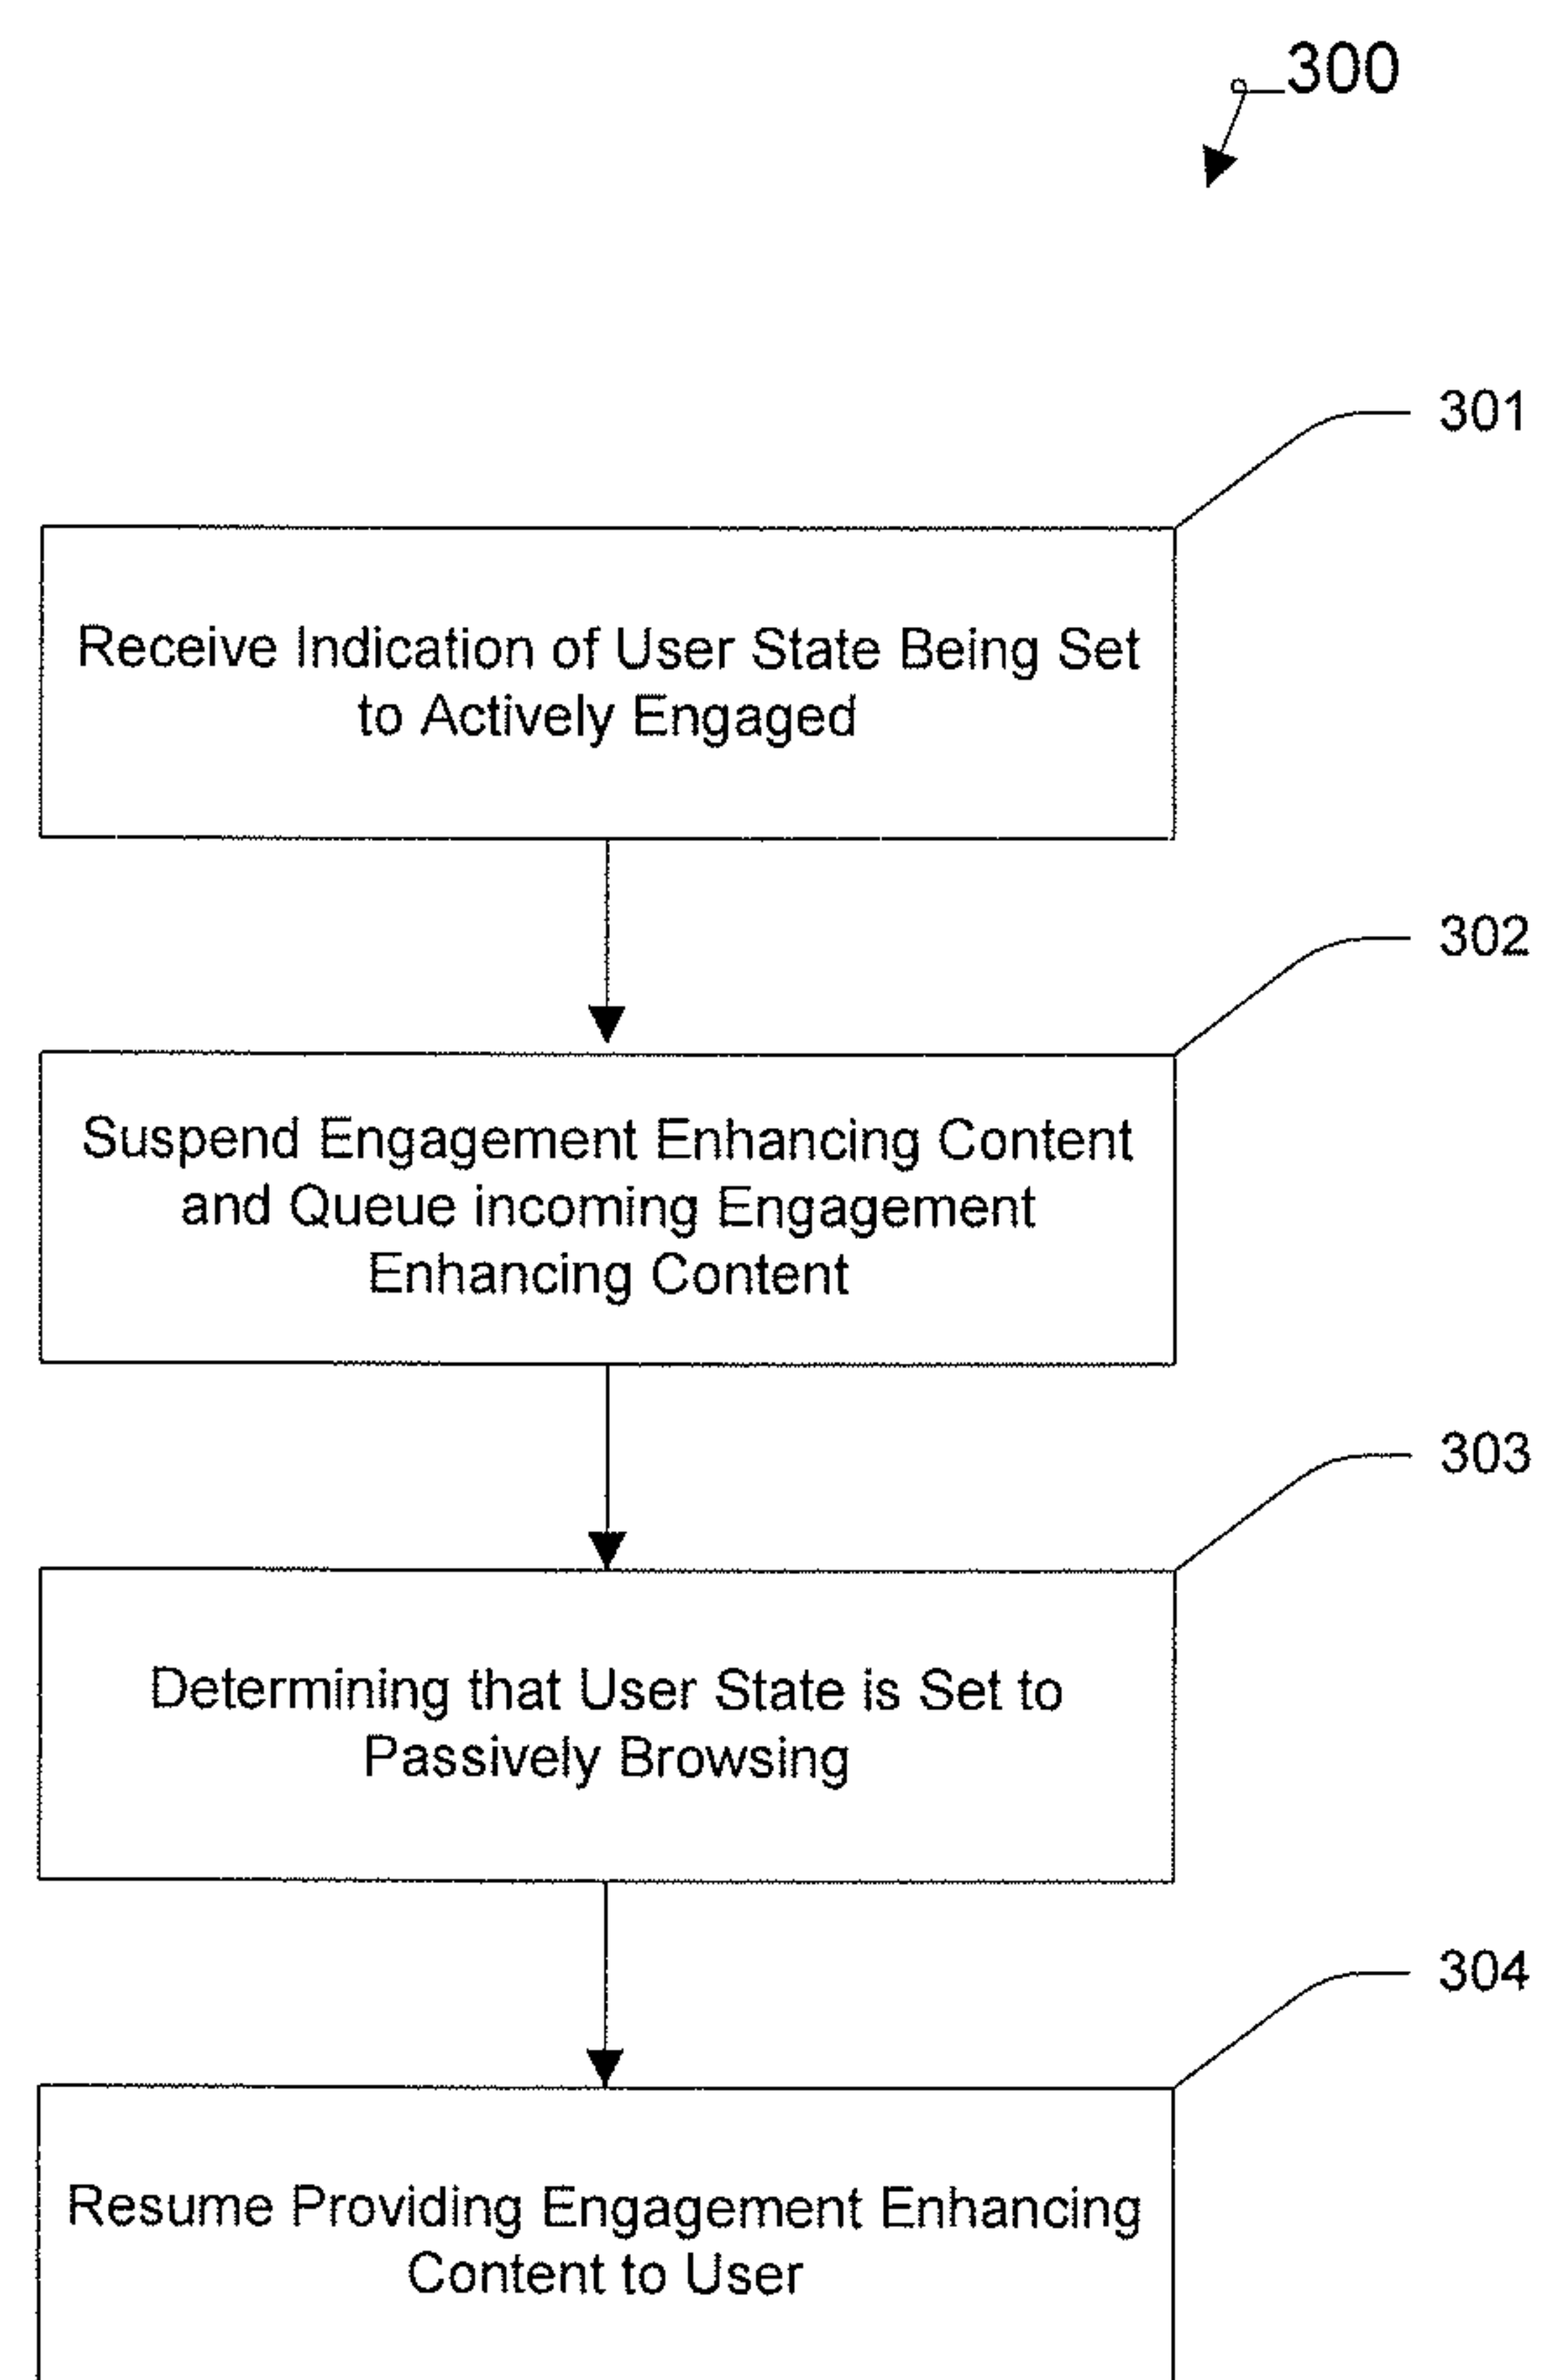 300
301
Receive Indication of User State Being Set
to Actively Engaged
302
Suspend Engagement Enhancing Content
and Queue incoming Engagement
Enhancing Content
303
Determining that User State is Set to
Passively Browsing
304
Resume Providing Engagement Enhancing
Content to User